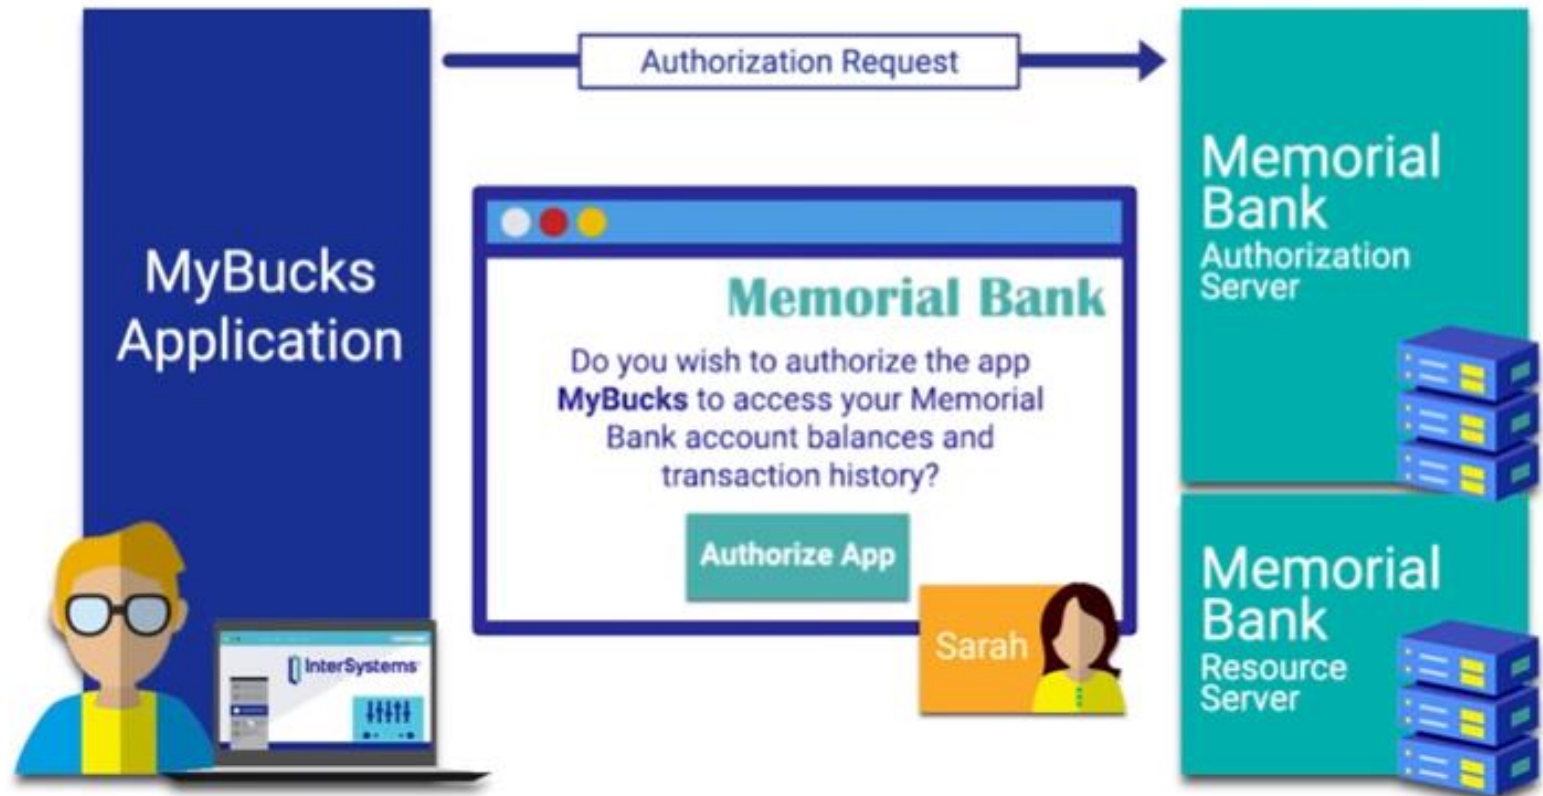 Authorization Request
MyBucks
Application
Memorial Bank
Do you wish to authorize the app
MyBucks to access your Memorial
Bank account balances and
transaction history?
Authorize App
Sarah
InterSystems
Memorial
Bank
Authorization
Server
Memorial
Bank
Resource
Server